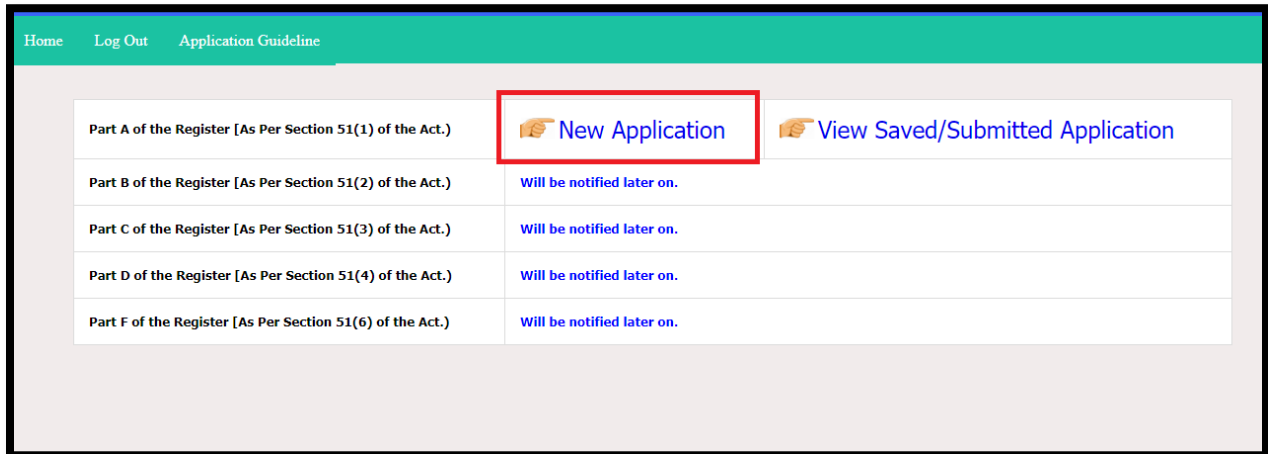 Home Log Out Application Guideline
Part A of the Register [As Per Section 51(1) of the Act.) New Application View Saved/Submitted Application
Part B of the Register [As Per Section 51(2) of the Act.) Will be notified later on.
Part C of the Register [As Per Section 51(3) of the Act.) Will be notified later on.
Part D of the Register [As Per Section 51(4) of the Act.) Will be notified later on.
Part F of the Register [As Per Section 51(6) of the Act.) Will be notified later on.